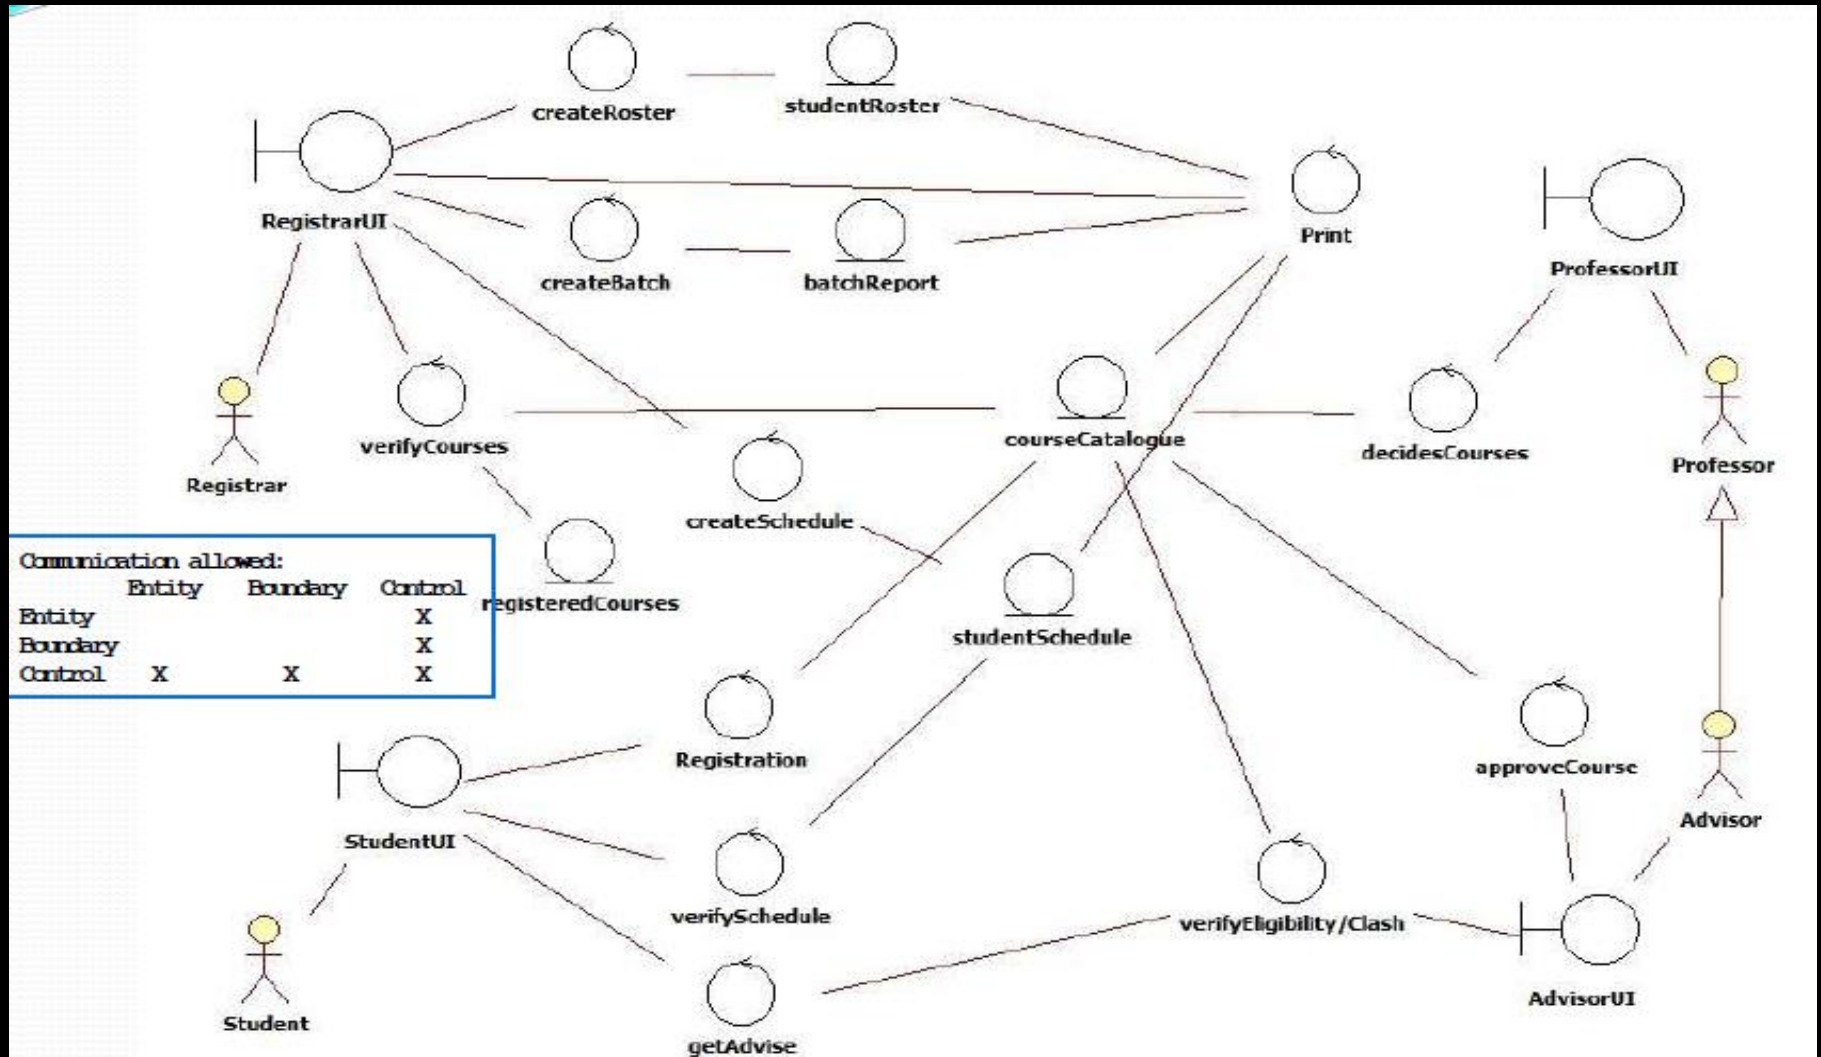 createRoster
studentRoster
RegistrarUI
Print
createBatch
batchReport
ProfessorUI
verifyCourses
courseCatalogue
decidesCourses
Professor
Registrar
createSchedule
Communication allowed:
Entity Boundary Control
Entity X
Boundary X
Control X X X
registeredCourses
studentSchedule
Registration
approveCourse
Advisor
StudentUI
verifySchedule
verifyEligibility/Clash
AdvisorUI
Student
getAdvise